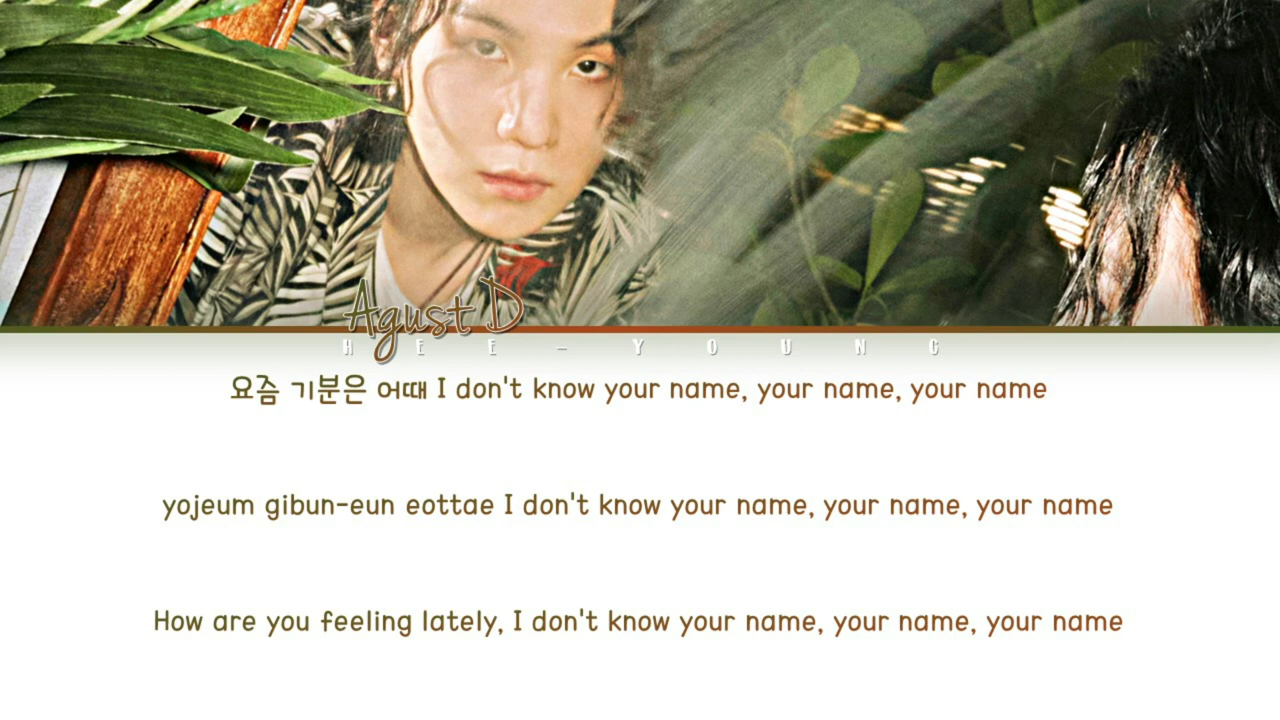 Agust D
HEE-YOUNG
요즘 기분은 어때 I don't know your name, your name, your name
yojeum gibun-eun eottae I don't know your name, your name, your name
How are you feeling lately, I don't know your name, your name, your name